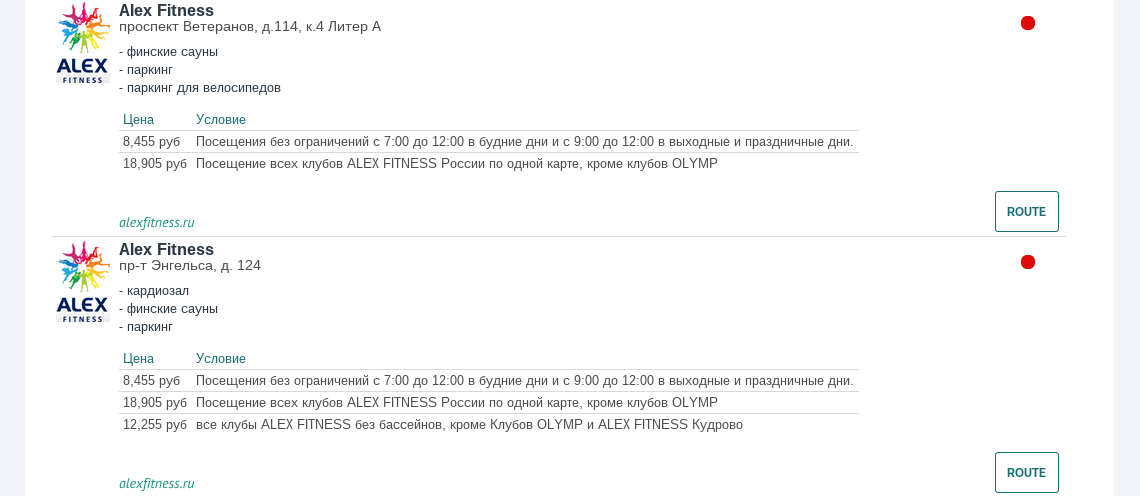 Alex Fitness
проспект Ветеранов, д.114, к.4 Литер А
ALEX
FITNESS
- финские сауны
- паркинг
- паркинг для велосипедов
Цена Условие
8,455 руб Посещения без ограничений с 7:00 до 12:00 в будние дни и с 9:00 до 12:00 в выходные и праздничные дни.
18,905 руб Посещение всех клубов ALEX FITNESS России по одной карте, кроме клубов OLYMP
alexfitness.ru
ROUTE
Alex Fitness
пр-т Энгельса, д. 124
ALEX
FITNESS
- кардиозал
- финские сауны
- паркинг
Цена Условие
8,455 руб Посещения без ограничений с 7:00 до 12:00 в будние дни и с 9:00 до 12:00 в выходные и праздничные дни.
18,905 руб Посещение всех клубов ALEX FITNESS России по одной карте, кроме клубов OLYMP
12,255 руб все клубы ALEX FITNESS без бассейнов, кроме Клубов OLYMP и ALEX FITNESS Кудрово
alexfitness.ru
ROUTE